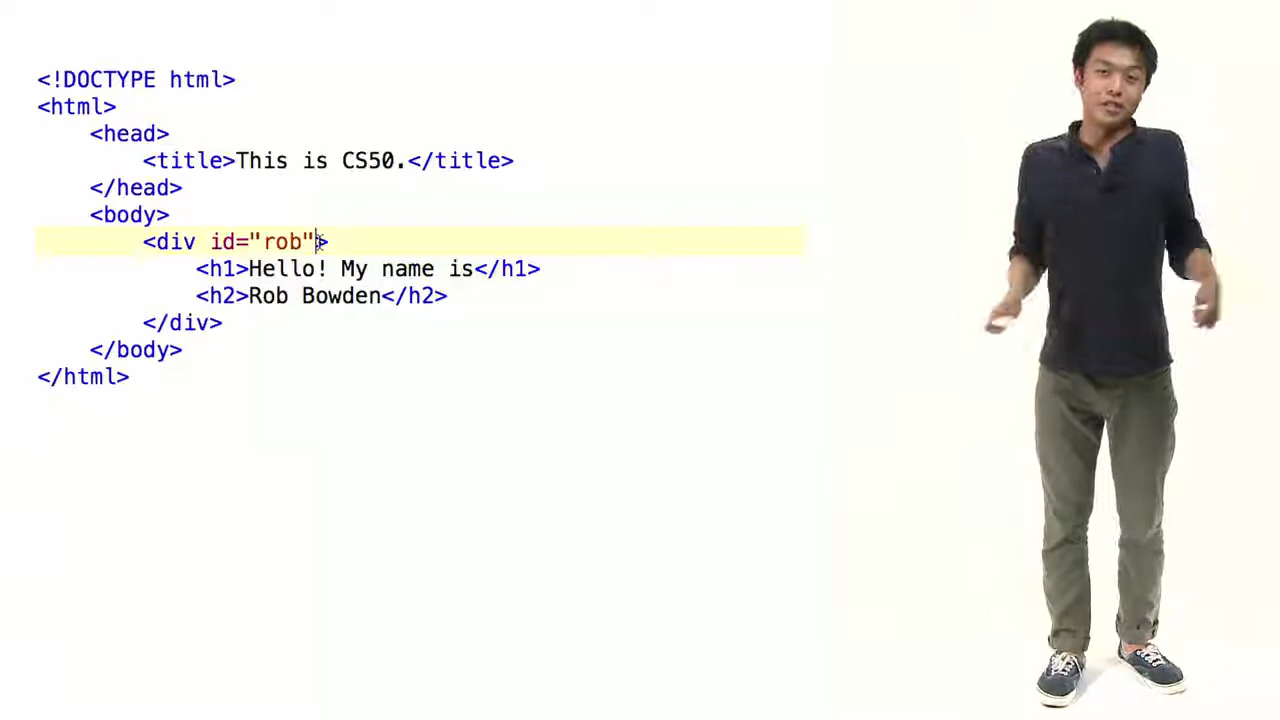 <!DOCTYPE html>
<html>
    <head>
        <title>This is CS50.</title>
    </head>
    <body>
        <div id="rob">
            <h1>Hello! My name is</h1>
            <h2>Rob Bowden</h2>
        </div>
    </body>
</html>